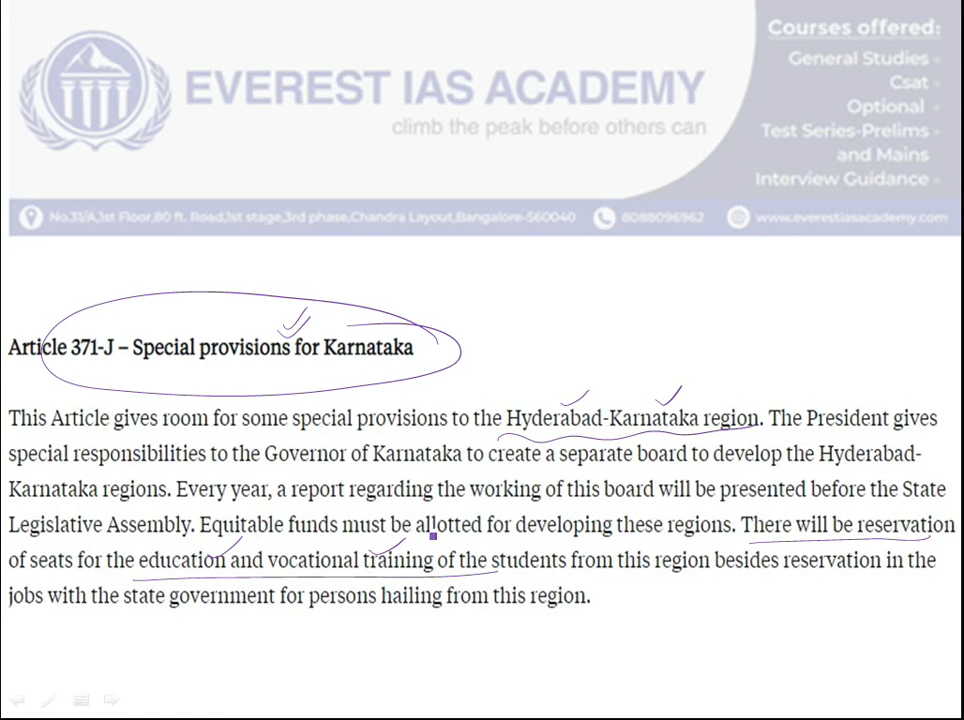 Courses offered:
General Studies
Csat
Optional
Test Series-Prelims
and Mains
Interview Guidance
EVEREST IAS ACADEMY
climb the peak before others can
No.31/A,1st Floor,80 ft. Road,1st stage,3rd phase,Chandra Layout,Bangalore-560040 8088096962 www.everestiasacademy.com
Article 371-J – Special provisions for Karnataka
This Article gives room for some special provisions to the Hyderabad-Karnataka region. The President gives
special responsibilities to the Governor of Karnataka to create a separate board to develop the Hyderabad-
Karnataka regions. Every year, a report regarding the working of this board will be presented before the State
Legislative Assembly. Equitable funds must be allotted for developing these regions. There will be reservation
of seats for the education and vocational training of the students from this region besides reservation in the
jobs with the state government for persons hailing from this region.